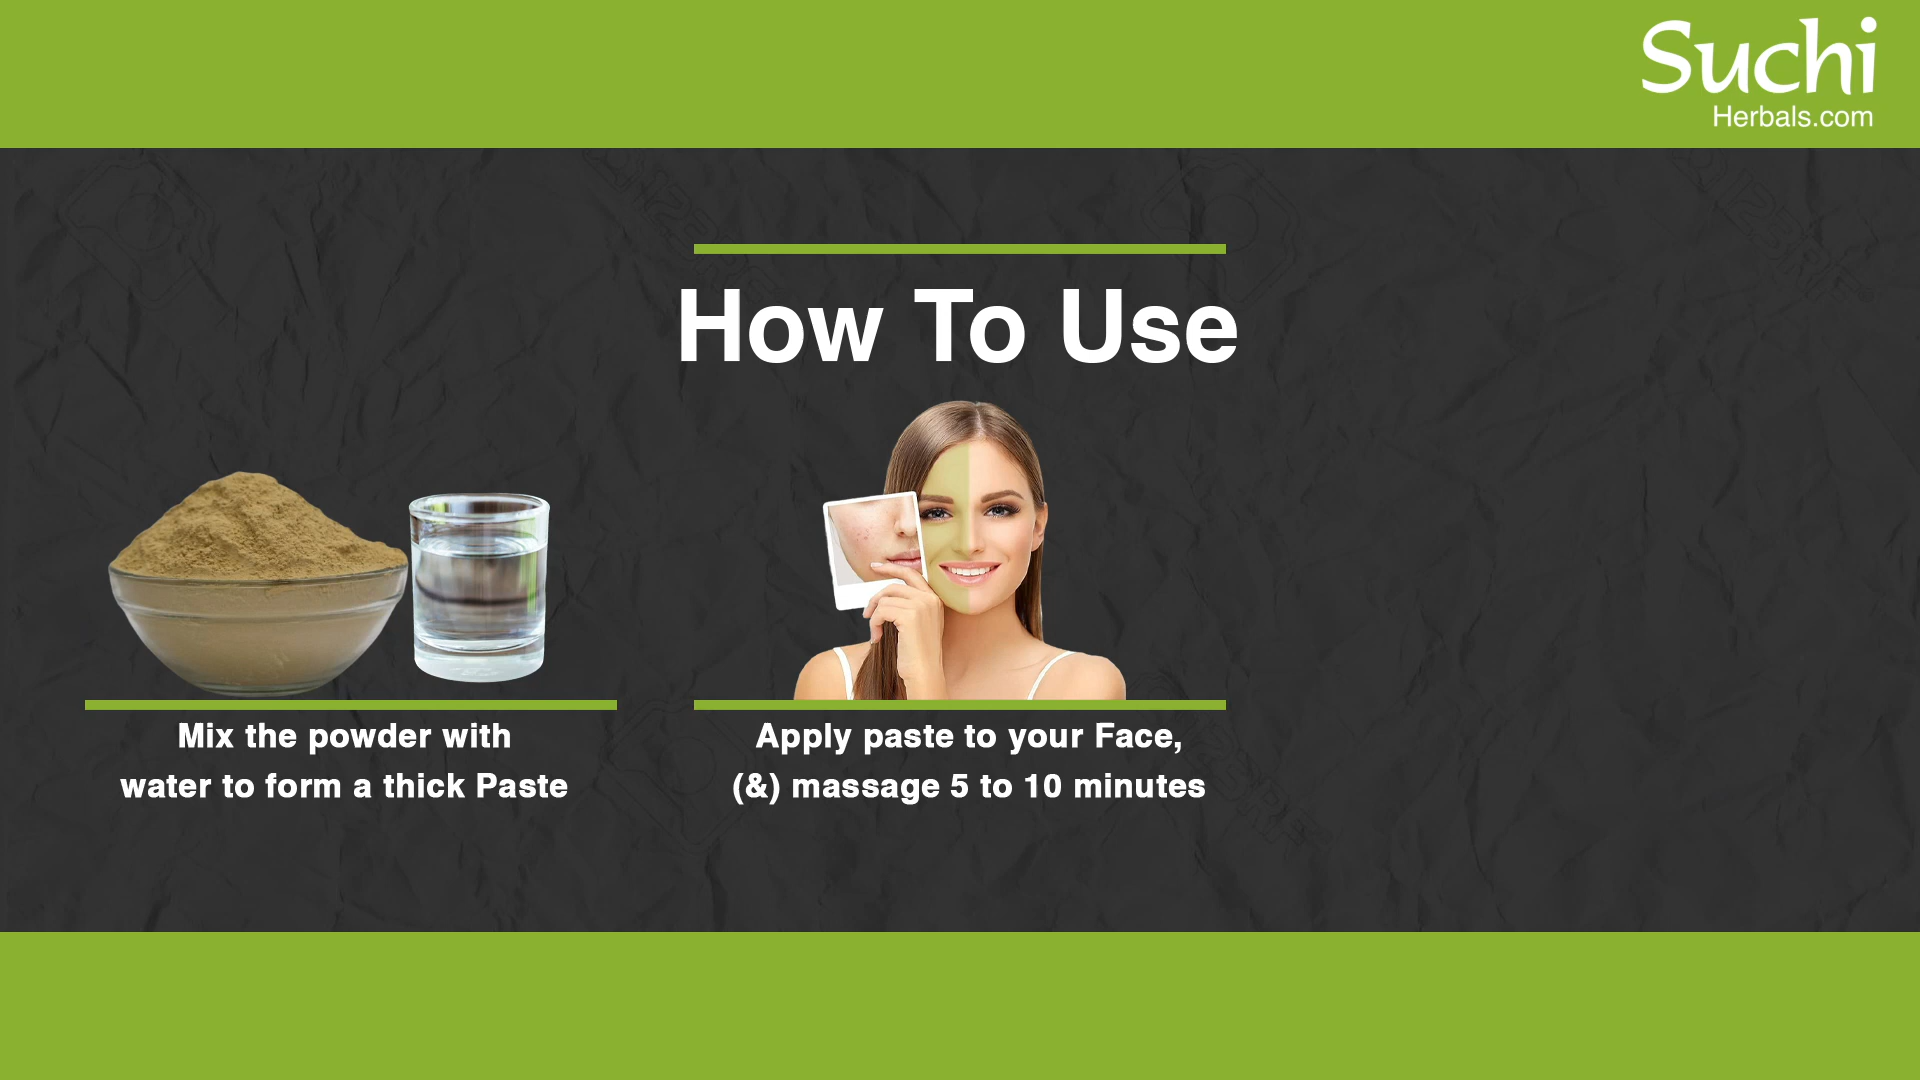 Suchi
Herbals.com
How To Use
Mix the powder with
water to form a thick Paste
Apply paste to your Face,
(&) massage 5 to 10 minutes